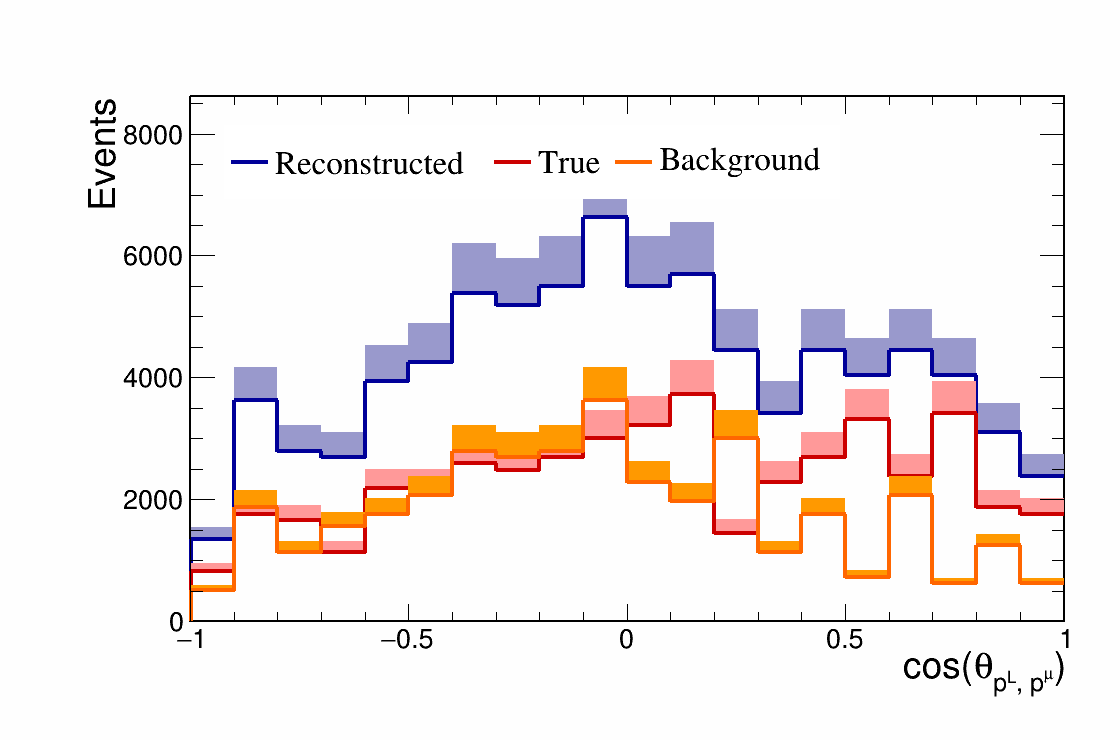 Events
8000
6000
4000
2000
0
Reconstructed True Background
−1 −0.5 0 0.5 1
cos(θ_{p^L, p^μ})